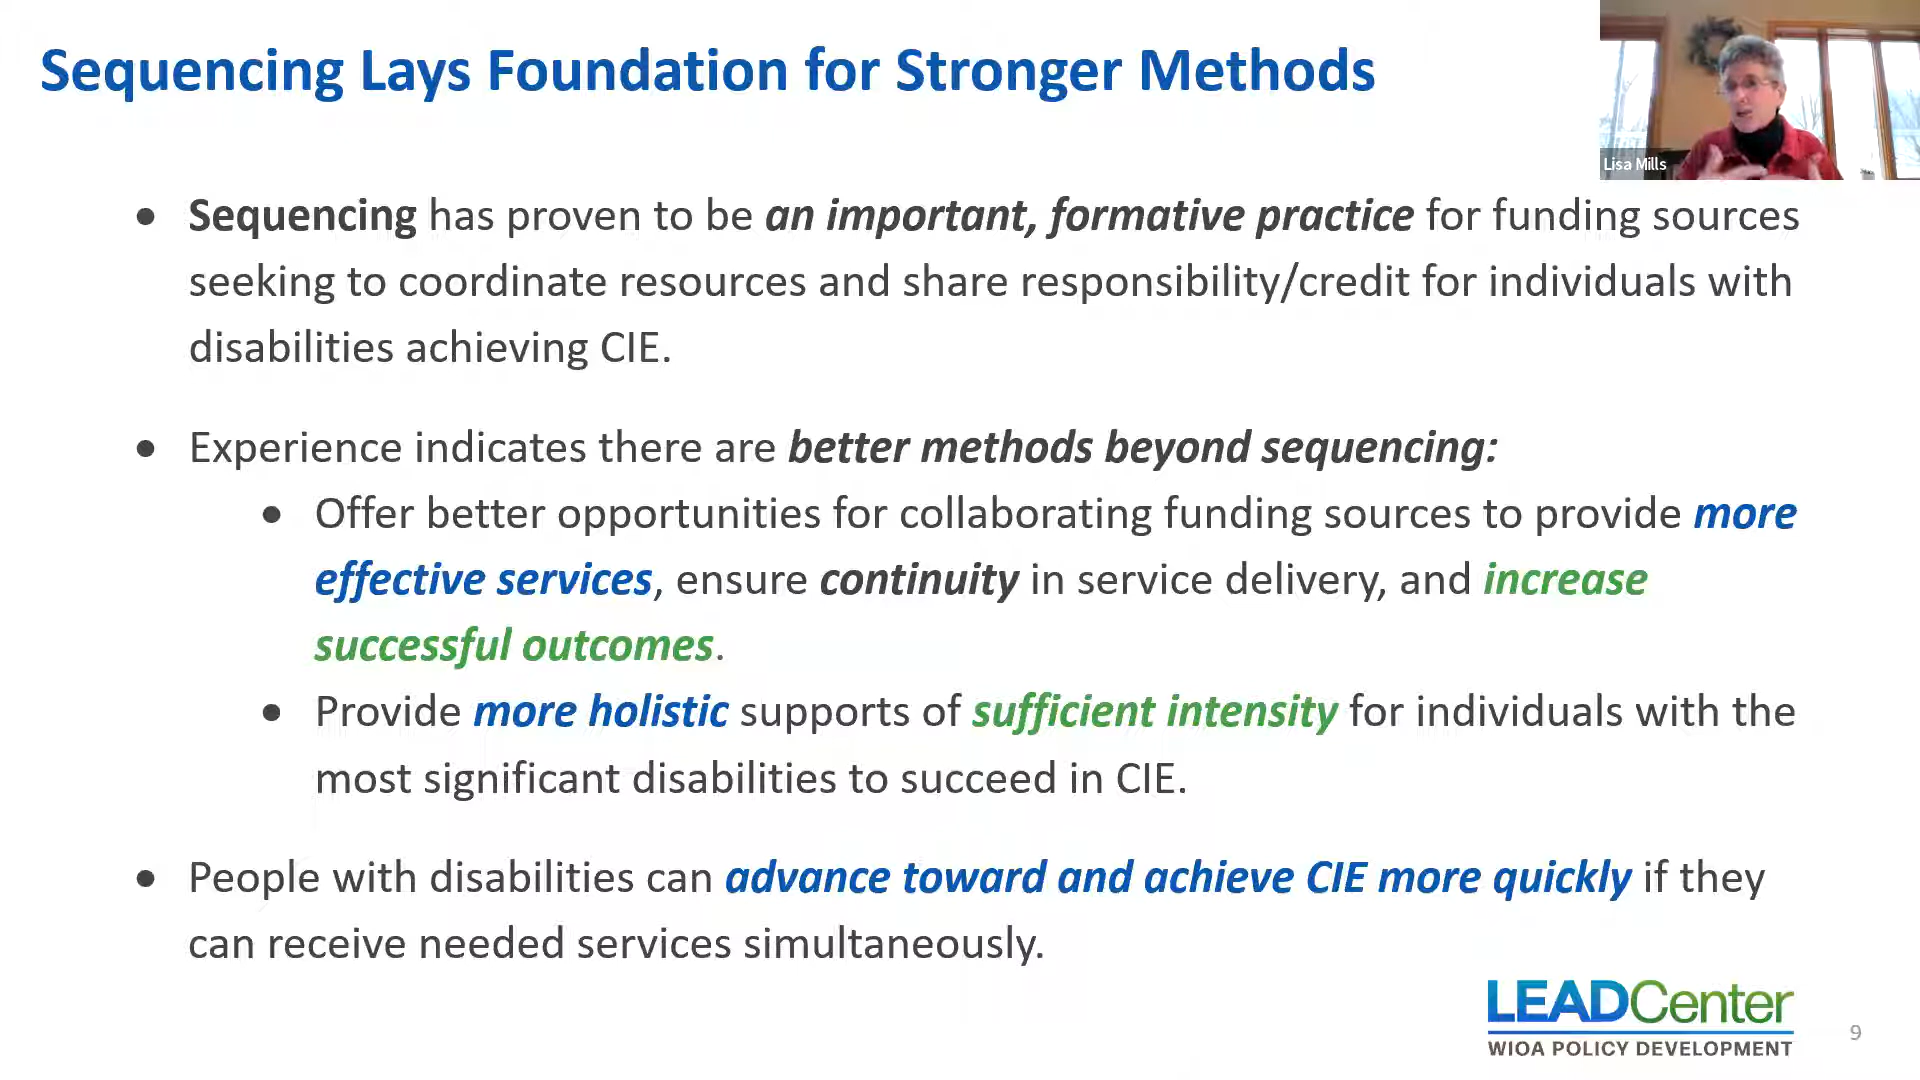 Sequencing Lays Foundation for Stronger Methods
Lisa Mills
• Sequencing has proven to be an important, formative practice for funding sources
seeking to coordinate resources and share responsibility/credit for individuals with
disabilities achieving CIE.
• Experience indicates there are better methods beyond sequencing:
• Offer better opportunities for collaborating funding sources to provide more
effective services, ensure continuity in service delivery, and increase
successful outcomes.
• Provide more holistic supports of sufficient intensity for individuals with the
most significant disabilities to succeed in CIE.
• People with disabilities can advance toward and achieve CIE more quickly if they
can receive needed services simultaneously.
LEADCenter
WIOA POLICY DEVELOPMENT
9